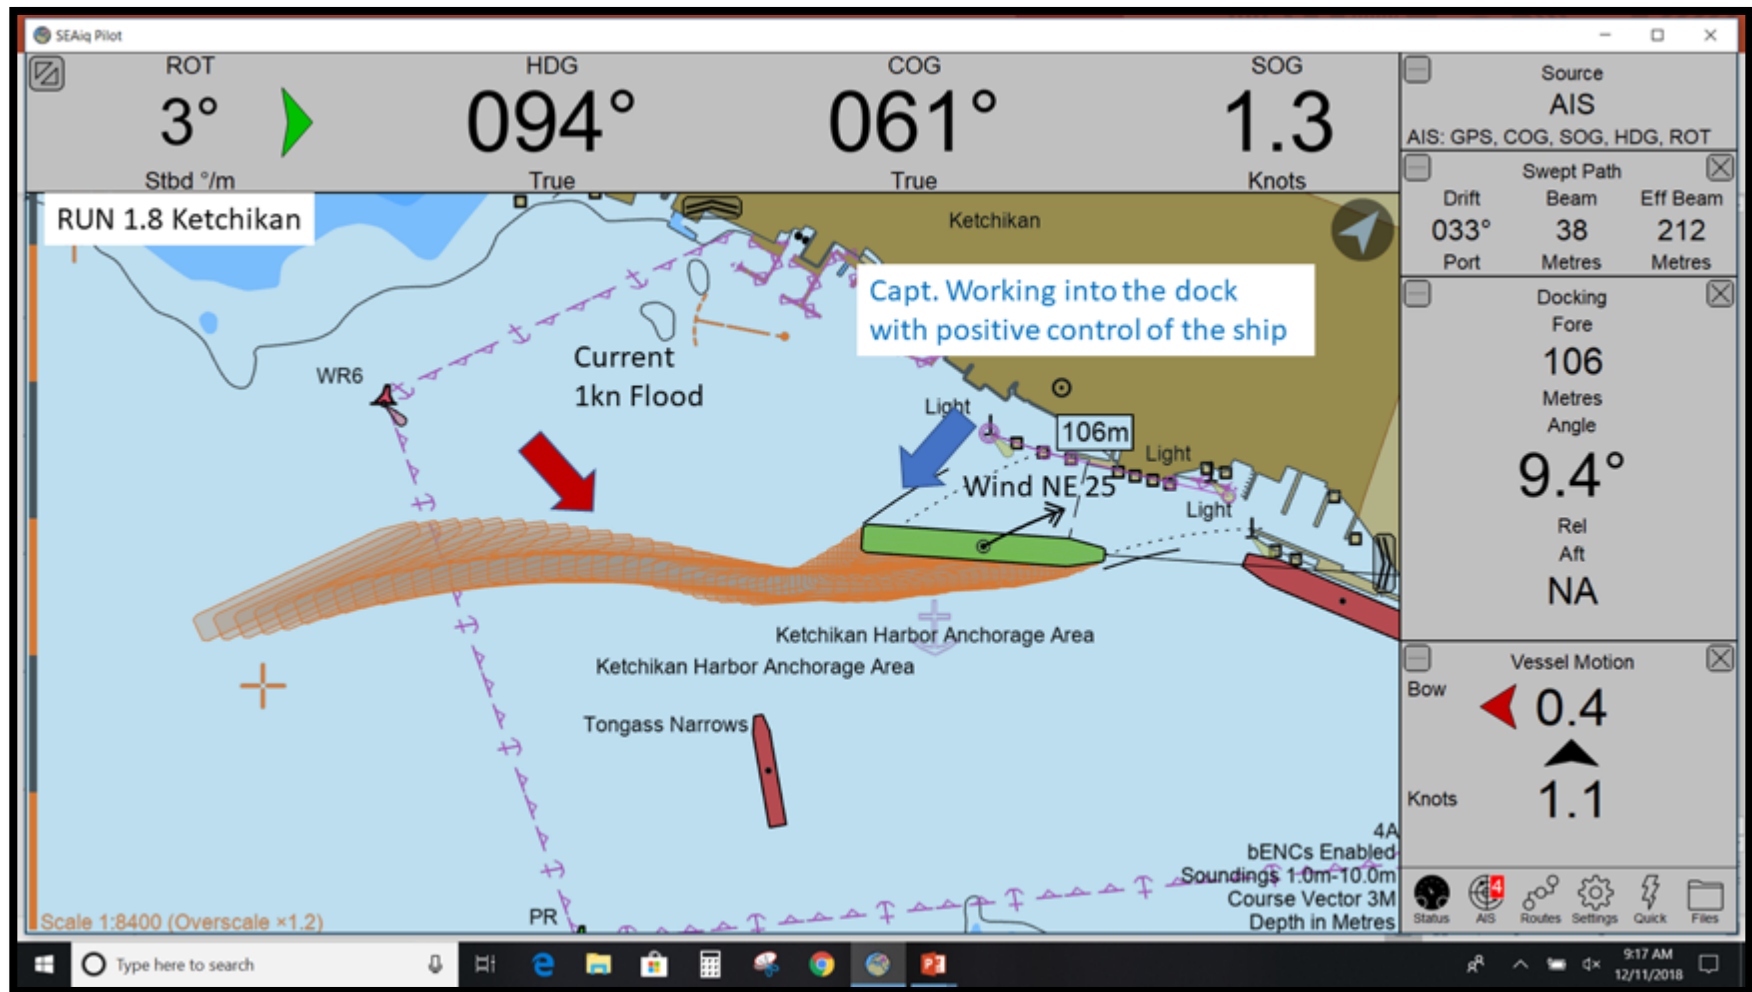 SEAiq Pilot
ROT
3°
Stbd °/m
HDG
094°
True
COG
061°
True
SOG
1.3
Knots
Source
AIS
AIS: GPS, COG, SOG, HDG, ROT
Swept Path
Drift Beam Eff Beam
033° 38 212
Port Metres Metres
Docking
Fore
106
Metres
Angle
9.4°
Rel
Aft
NA
Vessel Motion
Bow
0.4
Knots
1.1
Status AIS Routes Settings Quick Files
4
RUN 1.8 Ketchikan
Ketchikan
Capt. Working into the dock
with positive control of the ship
Current
1kn Flood
WR6
Light
106m
Light
Wind NE 25
Light
Ketchikan Harbor Anchorage Area
Ketchikan Harbor Anchorage Area
Tongass Narrows
PR
4A
bENCs Enabled
Soundings 1.0m-10.0m
Course Vector 3M
Depth in Metres
Scale 1:8400 (Overscale ×1.2)
Type here to search
9:17 AM
12/11/2018